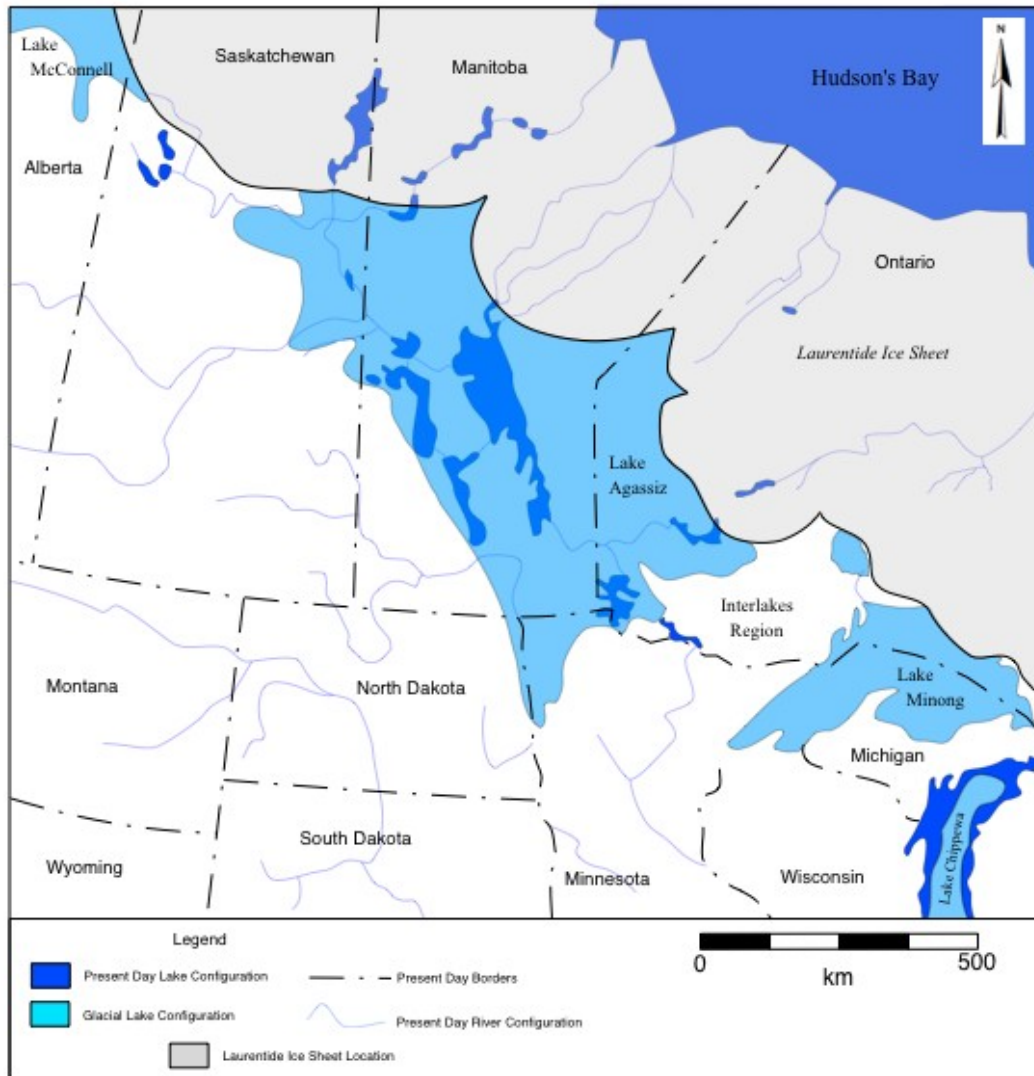 Lake
McConnell
Saskatchewan
Manitoba
Hudson's Bay
N
Alberta
Ontario
Laurentide Ice Sheet
Lake
Agassiz
Interlakes
Region
Lake
Minong
Montana
North Dakota
Michigan
South Dakota
Wyoming
Minnesota
Wisconsin
Lake Chippewa
Legend
Present Day Lake Configuration
Present Day Borders
Glacial Lake Configuration
Present Day River Configuration
Laurentide Ice Sheet Location
0 500
km